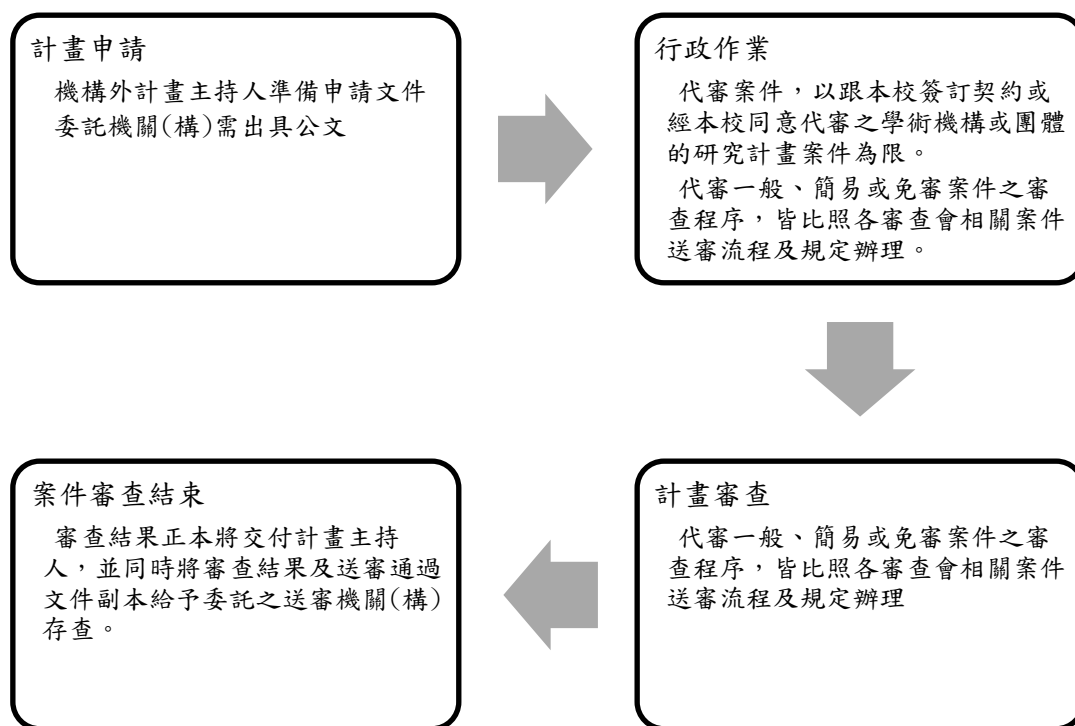 計畫申請
機構外計畫主持人準備申請文件
委託機關(構)需出具公文
行政作業
代審案件，以跟本校簽訂契約或
經本校同意代審之學術機構或團體
的研究計畫案件為限。
代審一般、簡易或免審案件之審
查程序，皆比照各審查會相關案件
送審流程及規定辦理。
計畫審查
代審一般、簡易或免審案件之審
查程序，皆比照各審查會相關案件
送審流程及規定辦理
案件審查結束
審查結果正本將交付計畫主持
人，並同時將審查結果及送審通過
文件副本給予委託之送審機關(構)
存查。